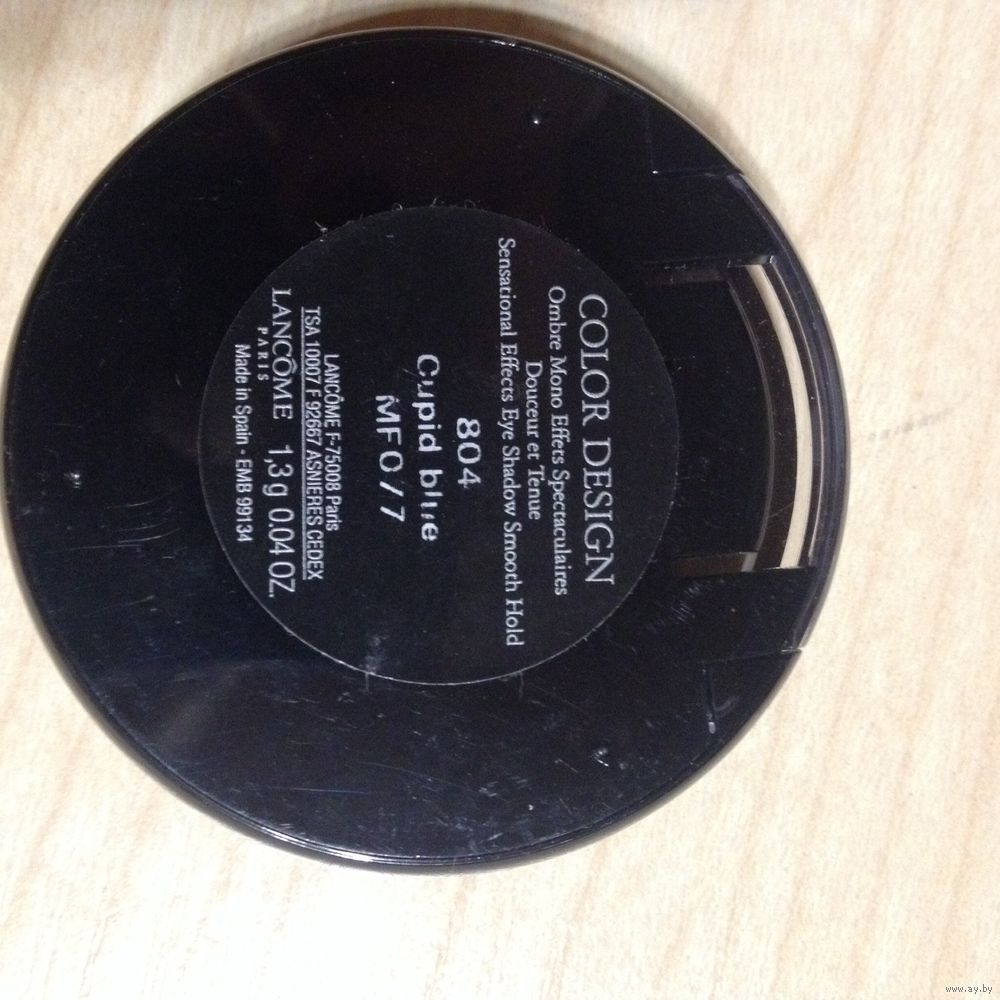 COLOR DESIGN
Ombre Mono Effets Spectaculaires
Douceur et Tenue
Sensational Effects Eye Shadow Smooth Hold
804
Cupid blue
LANCÔME F-75008 Paris
TSA 10007 F 92667 ASNIERES CEDEX
LANCÔME 1,3 g 0.04 OZ.
PARIS
Made in Spain - EMB 99134
www.ay.by